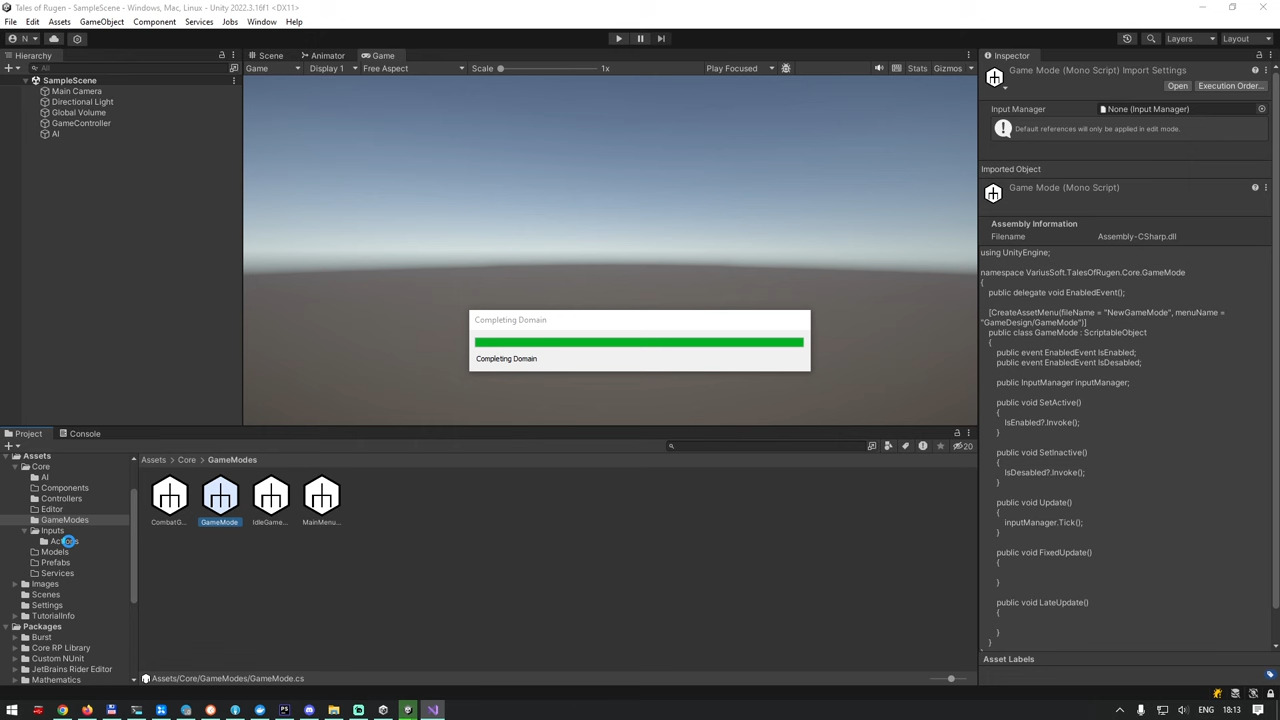 Tales of Rugen - SampleScene - Windows, Mac, Linux - Unity 2022.3.16f1 <DX11>
File Edit Assets GameObject Component Services Jobs Window Help
N Layers Layout
Hierarchy Scene Animator Game Inspector
All Game Display 1 Free Aspect Scale 1x Play Focused Stats Gizmos
SampleScene
Main Camera
Directional Light
Global Volume
GameController
AI
Completing Domain
Completing Domain
Game Mode (Mono Script) Import Settings
Open Execution Order...
Input Manager None (Input Manager)
Default references will only be applied in edit mode.
Imported Object
Game Mode (Mono Script)
Assembly Information
Filename Assembly-CSharp.dll
using UnityEngine;
namespace VariusSoft.TalesOfRugen.Core.GameMode
{
public delegate void EnabledEvent();
[CreateAssetMenu(fileName = "NewGameMode", menuName =
"GameDesign/GameMode")]
public class GameMode : ScriptableObject
{
public event EnabledEvent IsEnabled;
public event EnabledEvent IsDisabled;
public InputManager inputManager;
public void SetActive()
{
IsEnabled?.Invoke();
}
public void SetInactive()
{
IsDisabled?.Invoke();
}
public void Update()
{
inputManager.Tick();
}
public void FixedUpdate()
{
}
public void LateUpdate()
{
}
}
Asset Labels
Project Console
20
Assets
Core
AI
Components
Controllers
Editor
GameModes
Inputs
Models
Prefabs
Services
Images
Scenes
Settings
TutorialInfo
Packages
Burst
Core RP Library
Custom NUnit
JetBrains Rider Editor
Mathematics
Assets Core GameModes
CombatG... GameMode IdleGame... MainMenu...
Assets/Core/GameModes/GameMode.cs
ENG 18:13